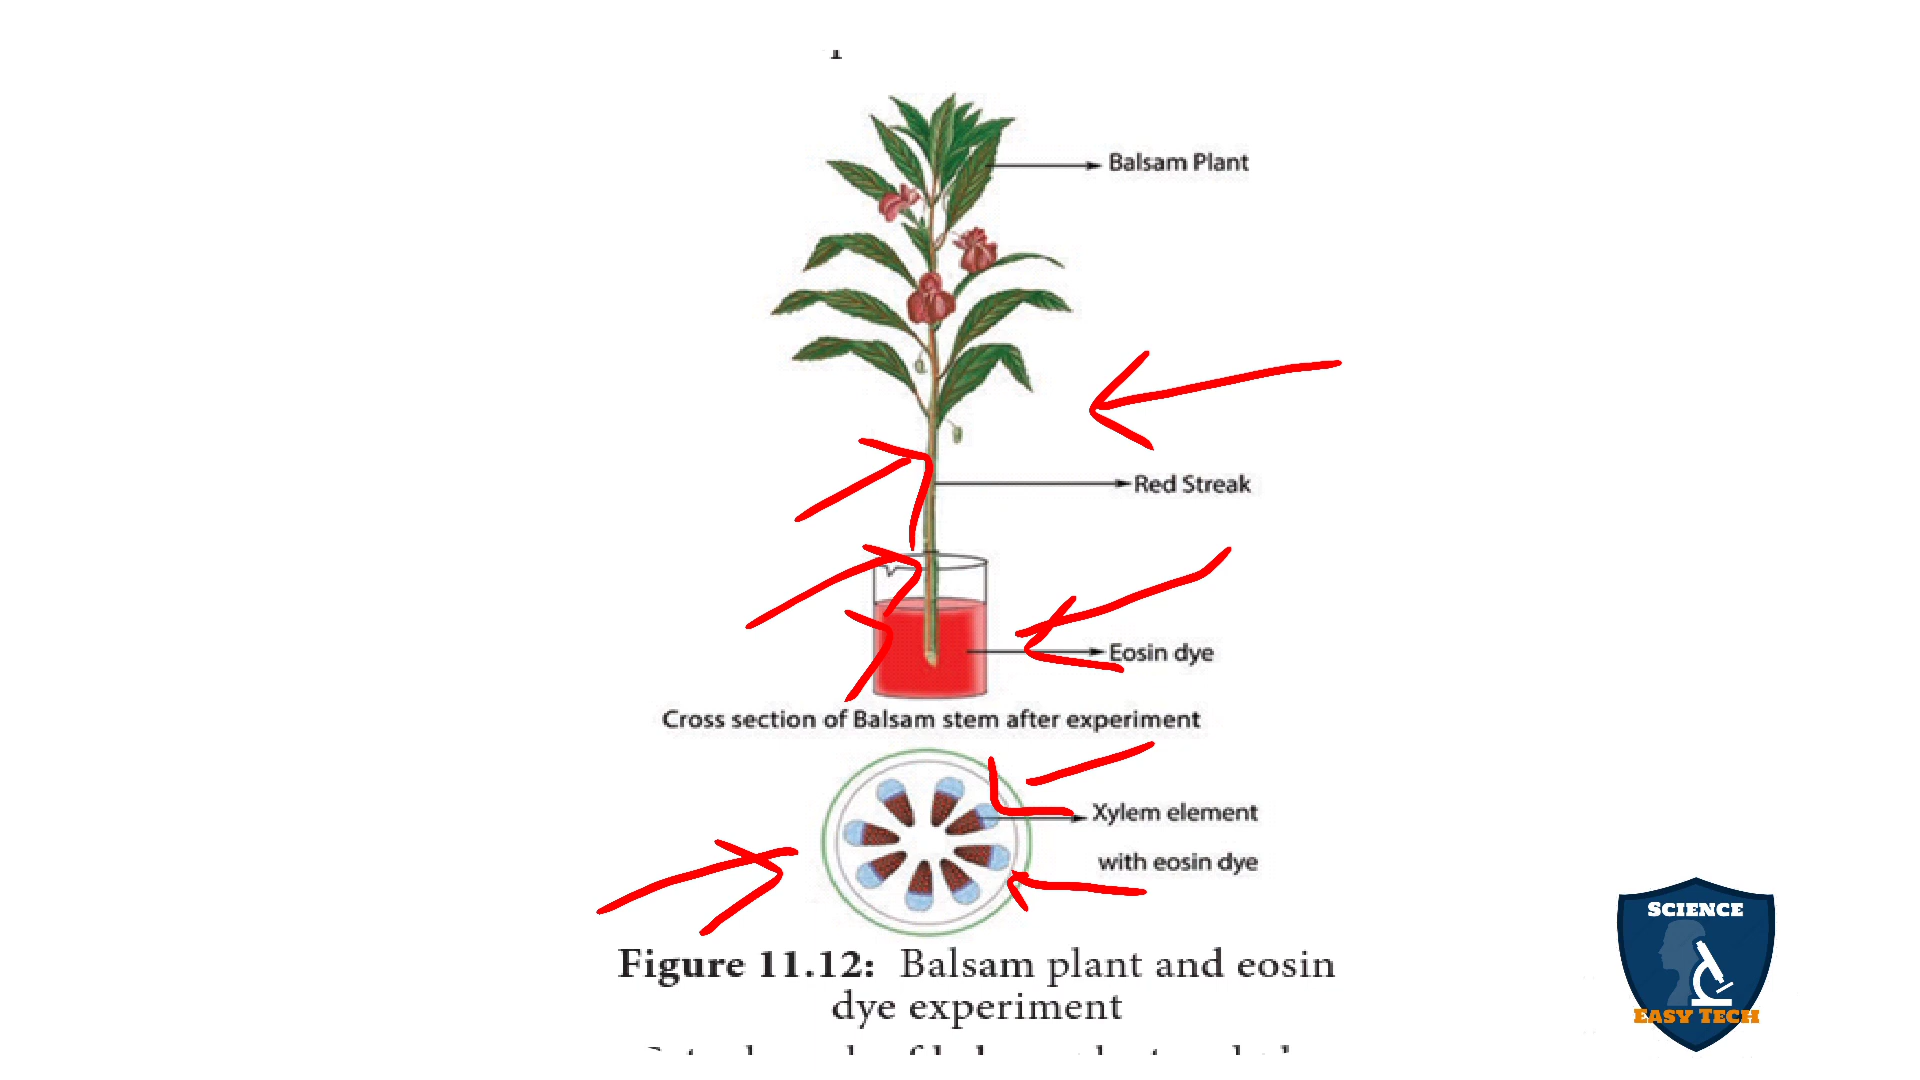 Balsam Plant
Red Streak
Eosin dye
Cross section of Balsam stem after experiment
Xylem element
with eosin dye
Figure 11.12: Balsam plant and eosin
dye experiment
SCIENCE
EASY TECH